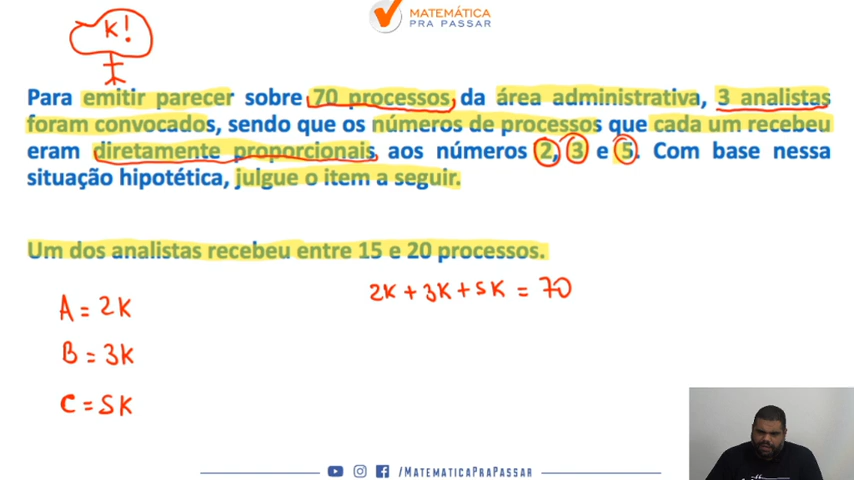 MATEMÁTICA
PRA PASSAR
K!
Para emitir parecer sobre 70 processos, da área administrativa, 3 analistas
foram convocados, sendo que os números de processos que cada um recebeu
eram diretamente proporcionais aos números 2, 3 e 5. Com base nessa
situação hipotética, julgue o item a seguir.
Um dos analistas recebeu entre 15 e 20 processos.
2K + 3K + 5K = 70
A = 2K
B = 3K
C = 5K
/MATEMATICAPRAPASSAR